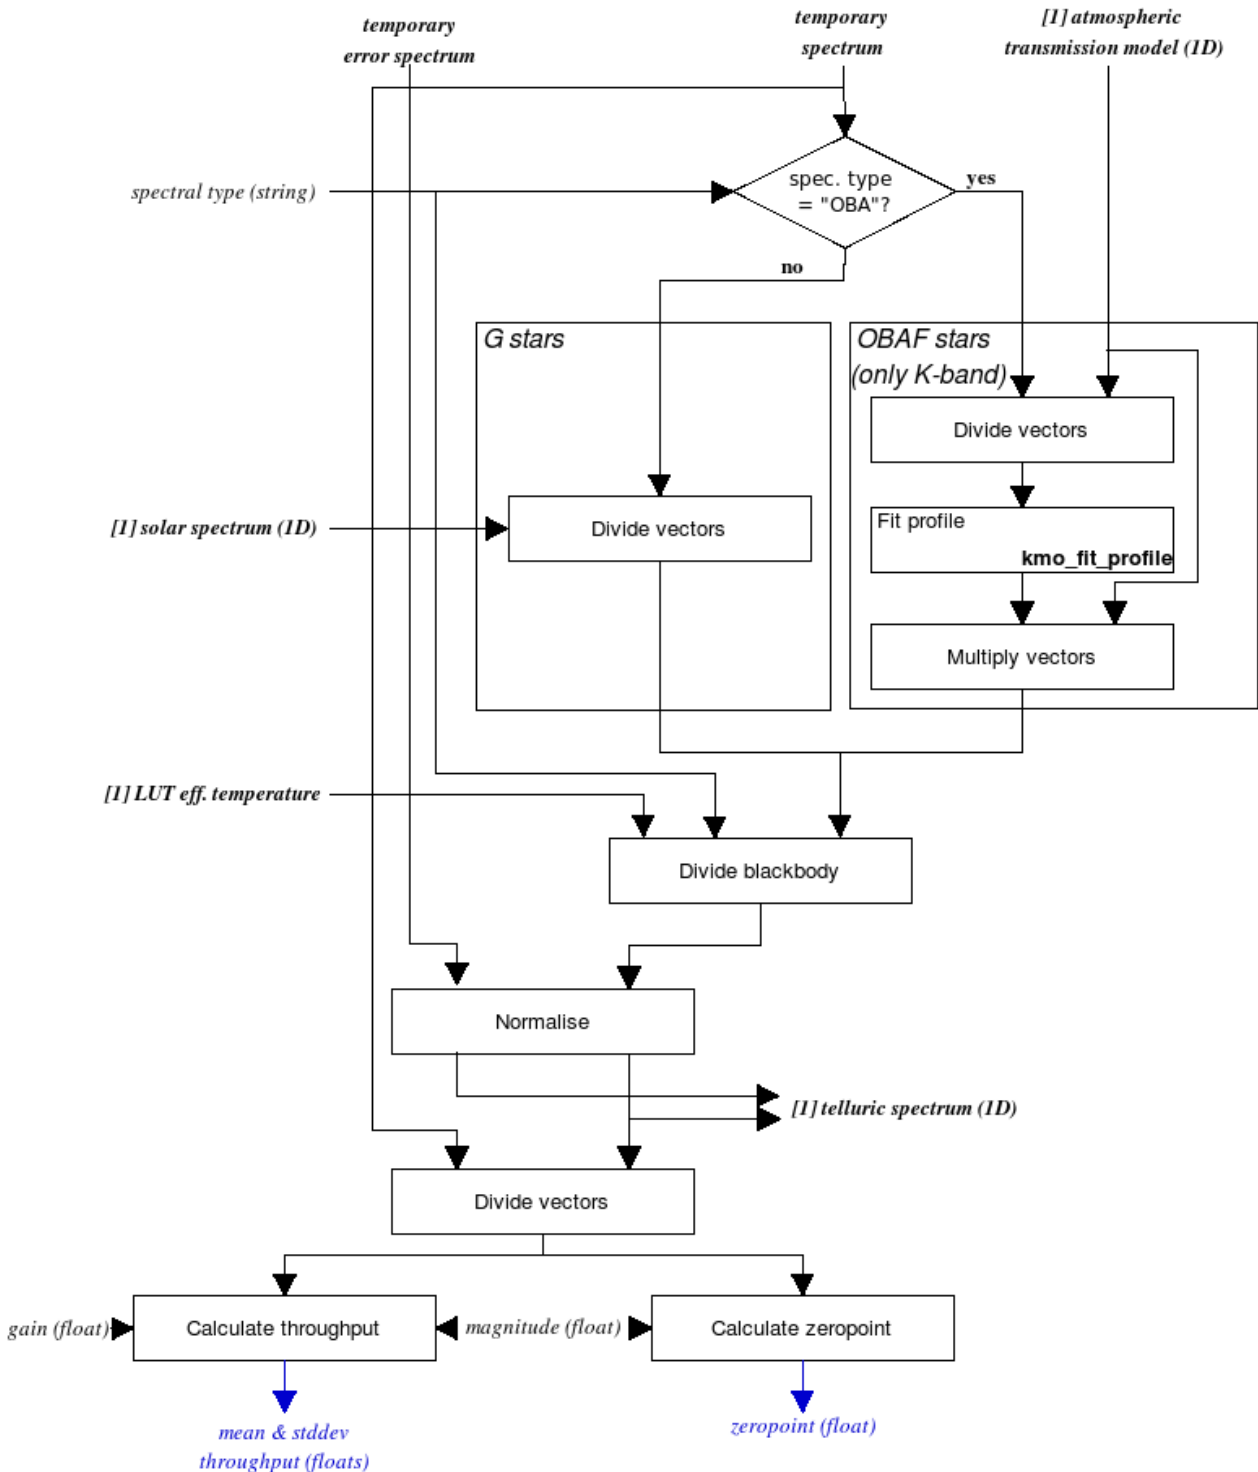 temporary
error spectrum
temporary
spectrum
[1] atmospheric
transmission model (1D)
spectral type (string)
spec. type
= "OBA"?
yes
no
G stars
OBAF stars
(only K-band)
Divide vectors
[1] solar spectrum (1D)
Divide vectors
Fit profile
kmo_fit_profile
Multiply vectors
[1] LUT eff. temperature
Divide blackbody
Normalise
[1] telluric spectrum (1D)
Divide vectors
gain (float)
Calculate throughput
magnitude (float)
Calculate zeropoint
mean & stddev
throughput (floats)
zeropoint (float)